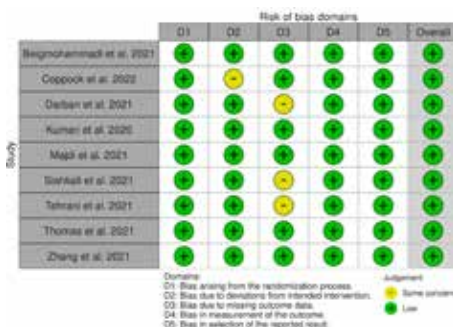 Risk of bias domains
D1 D2 D3 D4 D5 Overall
Study
Beigmohammadi et al. 2021
Coppock et al. 2022
Darban et al. 2021
Kumari et al. 2020
Majidi et al. 2021
et al. 2021
Tehrani et al. 2021
Thomas et al. 2021
Zhang et al. 2021
Domains:
D1: Bias arising from the randomization process.
D2: Bias due to deviations from intended intervention.
D3: Bias due to missing outcome data.
D4: Bias in measurement of the outcome.
D5: Bias in selection of the reported result.
Judgement
Some concerns
Low